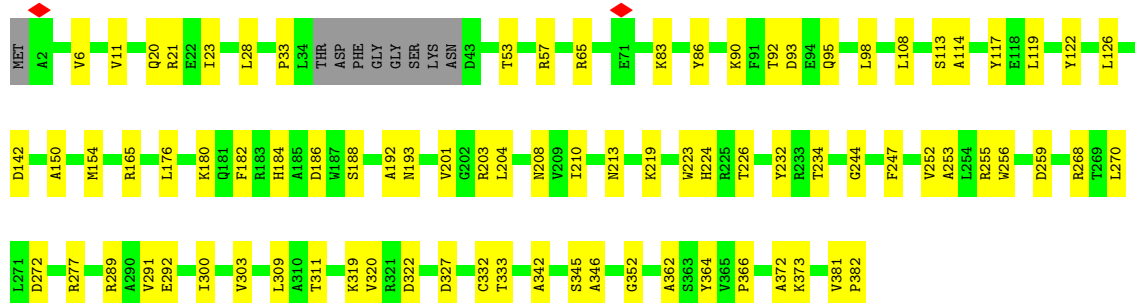 MET A2 V6 V11 Q20 R21 E22 I23 L28 P33 L34 THR ASP PHE GLY GLY SER LYS ASN D43 T53 R57 R65 E71 K83 Y86 K90 F91 T92 D93 E94 Q95 L98 L108 S113 A114 Y117 E118 L119 Y122 L126
D142 A150 M154 R165 L176 K180 Q181 F182 R183 H184 A185 D186 W187 S188 A192 N193 V201 G202 R203 L204 N208 V209 I210 N213 K219 W223 H224 R225 T226 Y232 R233 T234 G244 F247 V252 A253 L254 R255 W256 D259 R268 T269 L270
L271 D272 R277 R289 A290 V291 E292 I300 V303 L309 A310 T311 K319 V320 R321 D322 D327 C332 T333 A342 S345 A346 G352 A362 S363 Y364 V365 P366 A372 K373 V381 P382